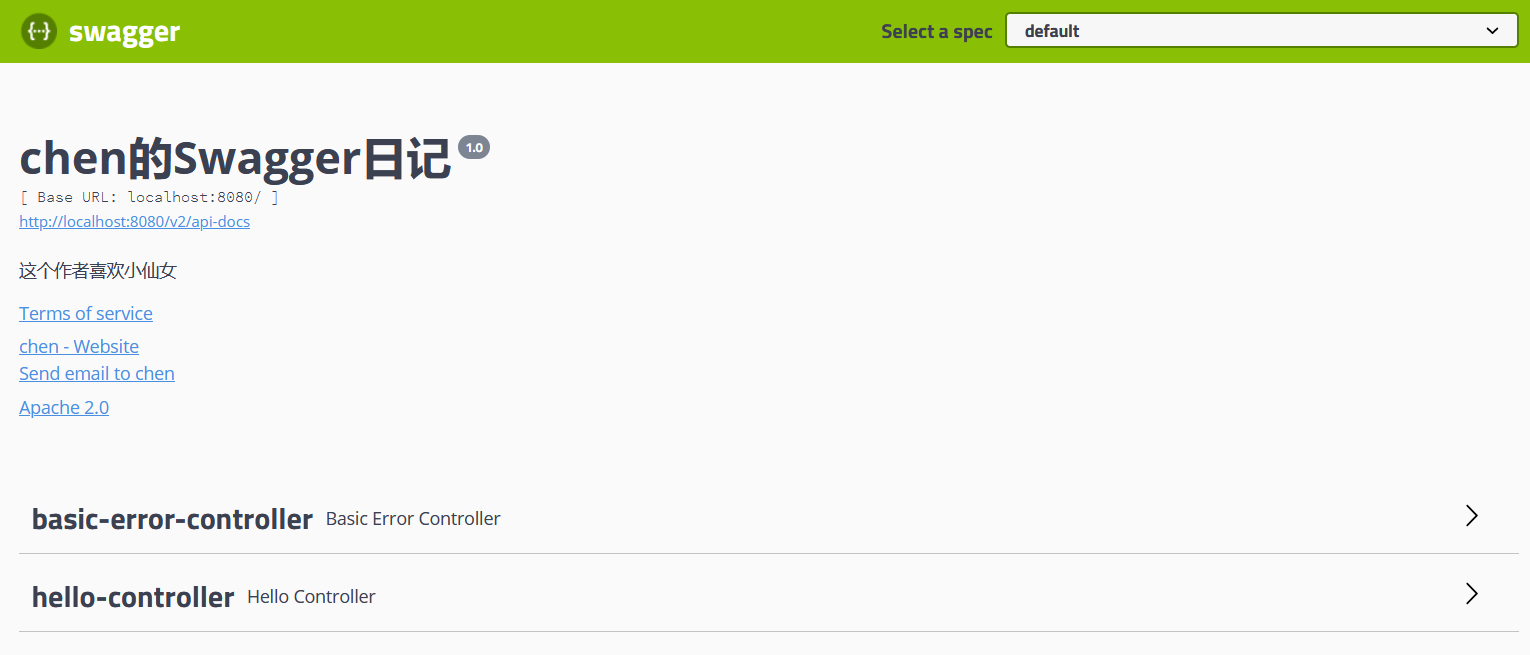 swagger
Select a spec default
chen的Swagger日记 1.0
[ Base URL: localhost:8080/ ]
http://localhost:8080/v2/api-docs
这个作者喜欢小仙女
Terms of service
chen - Website
Send email to chen
Apache 2.0
basic-error-controller Basic Error Controller
hello-controller Hello Controller